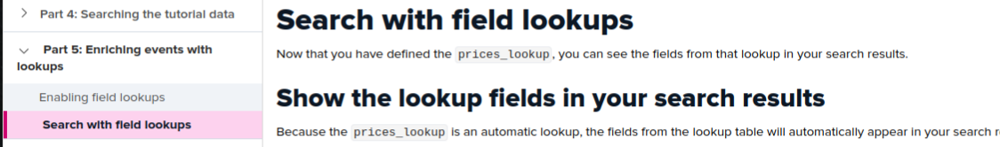 Part 4: Searching the tutorial data
Part 5: Enriching events with
lookups
Enabling field lookups
Search with field lookups
Search with field lookups
Now that you have defined the prices_lookup, you can see the fields from that lookup in your search results.
Show the lookup fields in your search results
Because the prices_lookup is an automatic lookup, the fields from the lookup table will automatically appear in your search